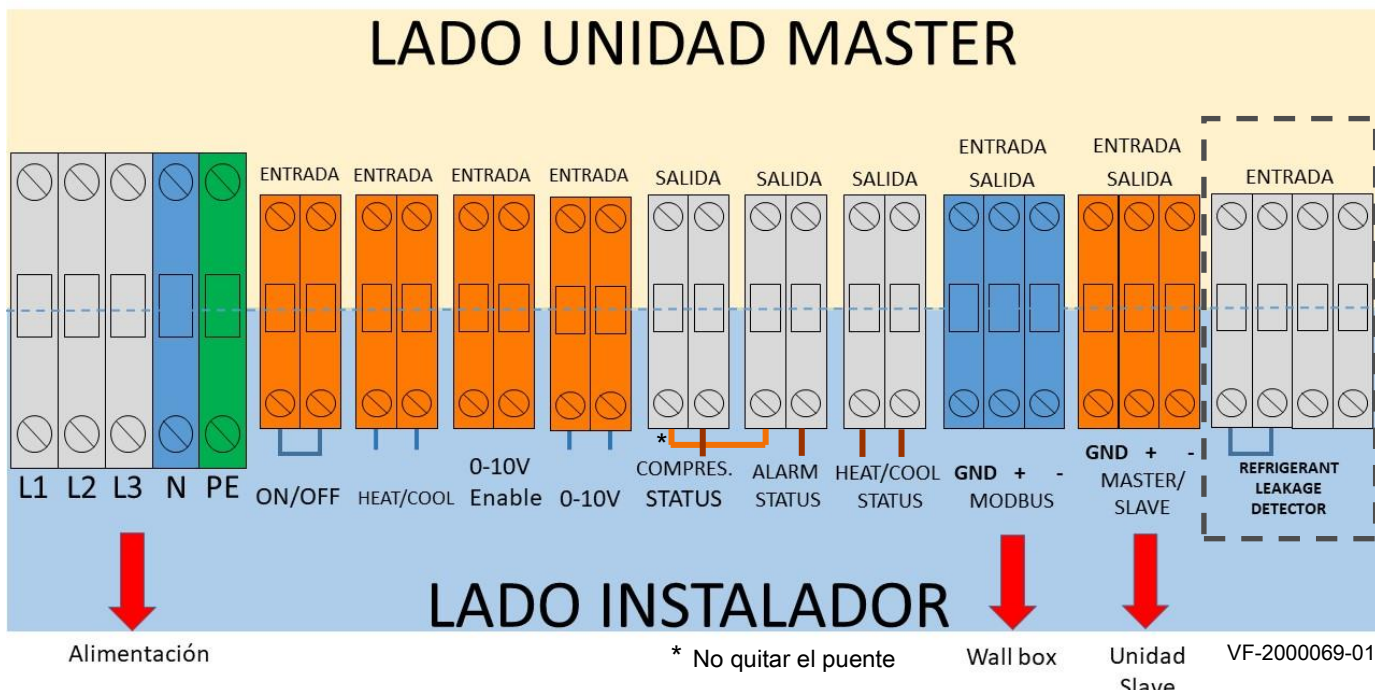 LADO UNIDAD MASTER
ENTRADA
SALIDA
ENTRADA
SALIDA
ENTRADA
ENTRADA
ENTRADA
ENTRADA
SALIDA
SALIDA
SALIDA
ENTRADA
L1 L2 L3 N PE
ON/OFF
HEAT/COOL
0-10V
Enable
0-10V
*
COMPRES.
STATUS
ALARM
STATUS
HEAT/COOL
STATUS
GND + -
MODBUS
GND + -
MASTER/
SLAVE
REFRIGERANT
LEAKAGE
DETECTOR
LADO INSTALADOR
Alimentación
* No quitar el puente
Wall box
Unidad
Slave
VF-2000069-01